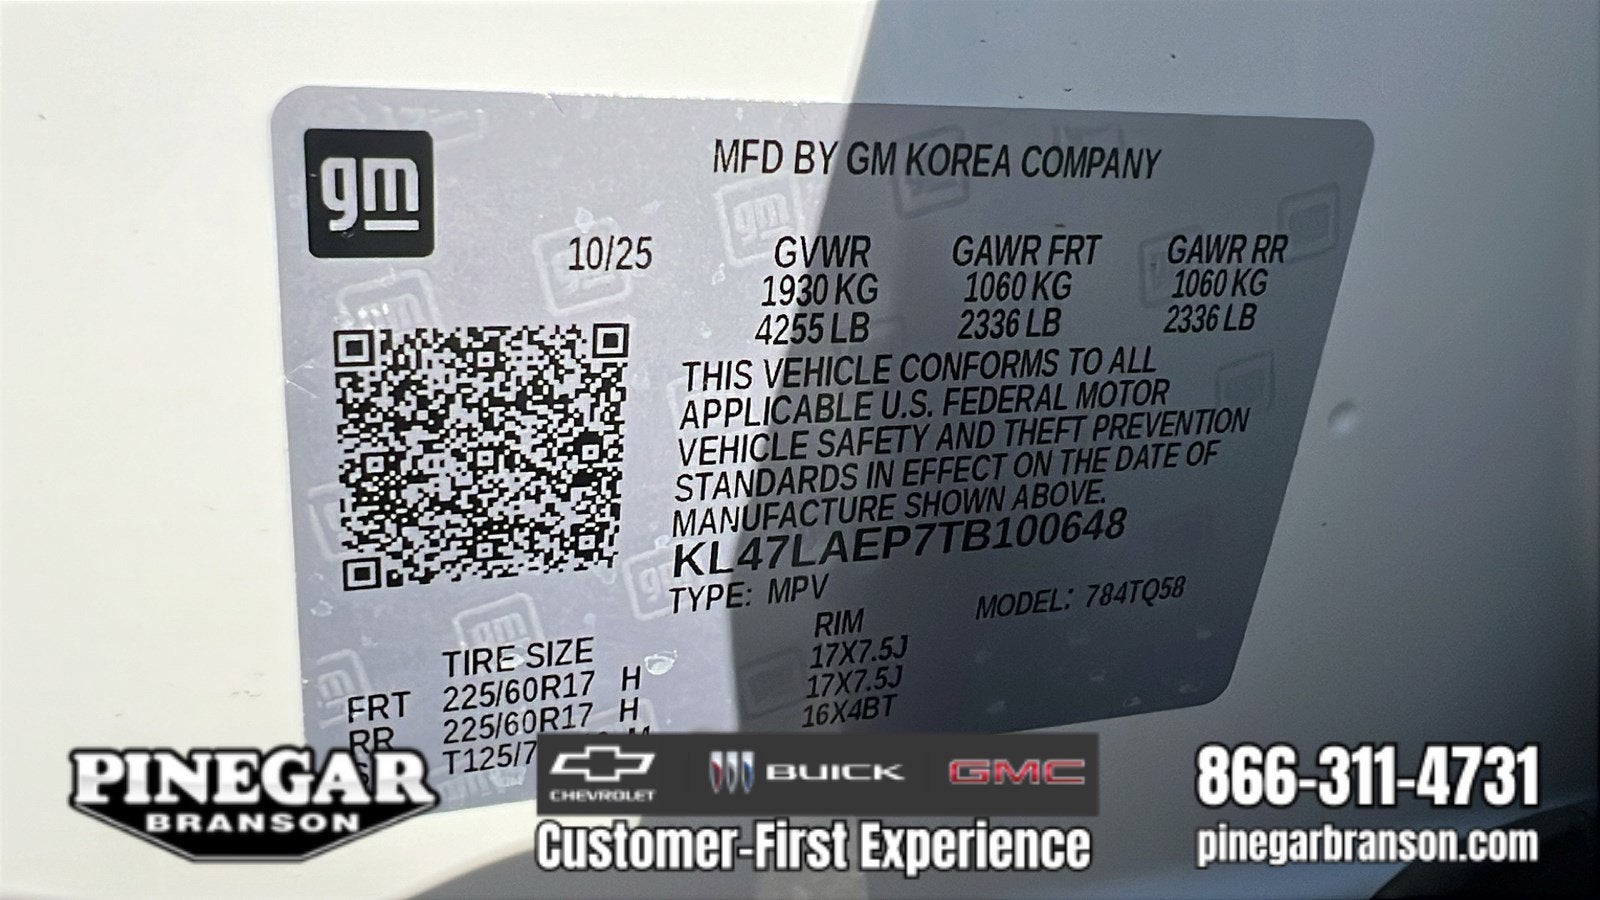 gm
MFD BY GM KOREA COMPANY
10/25 GVWR GAWR FRT GAWR RR
1930 KG 1060 KG 1060 KG
4255 LB 2336 LB 2336 LB
THIS VEHICLE CONFORMS TO ALL
APPLICABLE U.S. FEDERAL MOTOR
VEHICLE SAFETY AND THEFT PREVENTION
STANDARDS IN EFFECT ON THE DATE OF
MANUFACTURE SHOWN ABOVE.
KL47LAEP7TB100648
TYPE: MPV MODEL: 784TQ58
TIRE SIZE RIM
FRT 225/60R17 H 17X7.5J
RR 225/60R17 H 17X7.5J
T125/7 16X4BT
PINEGAR
BRANSON
CHEVROLET BUICK GMC
Customer-First Experience
866-311-4731
pinegarbranson.com